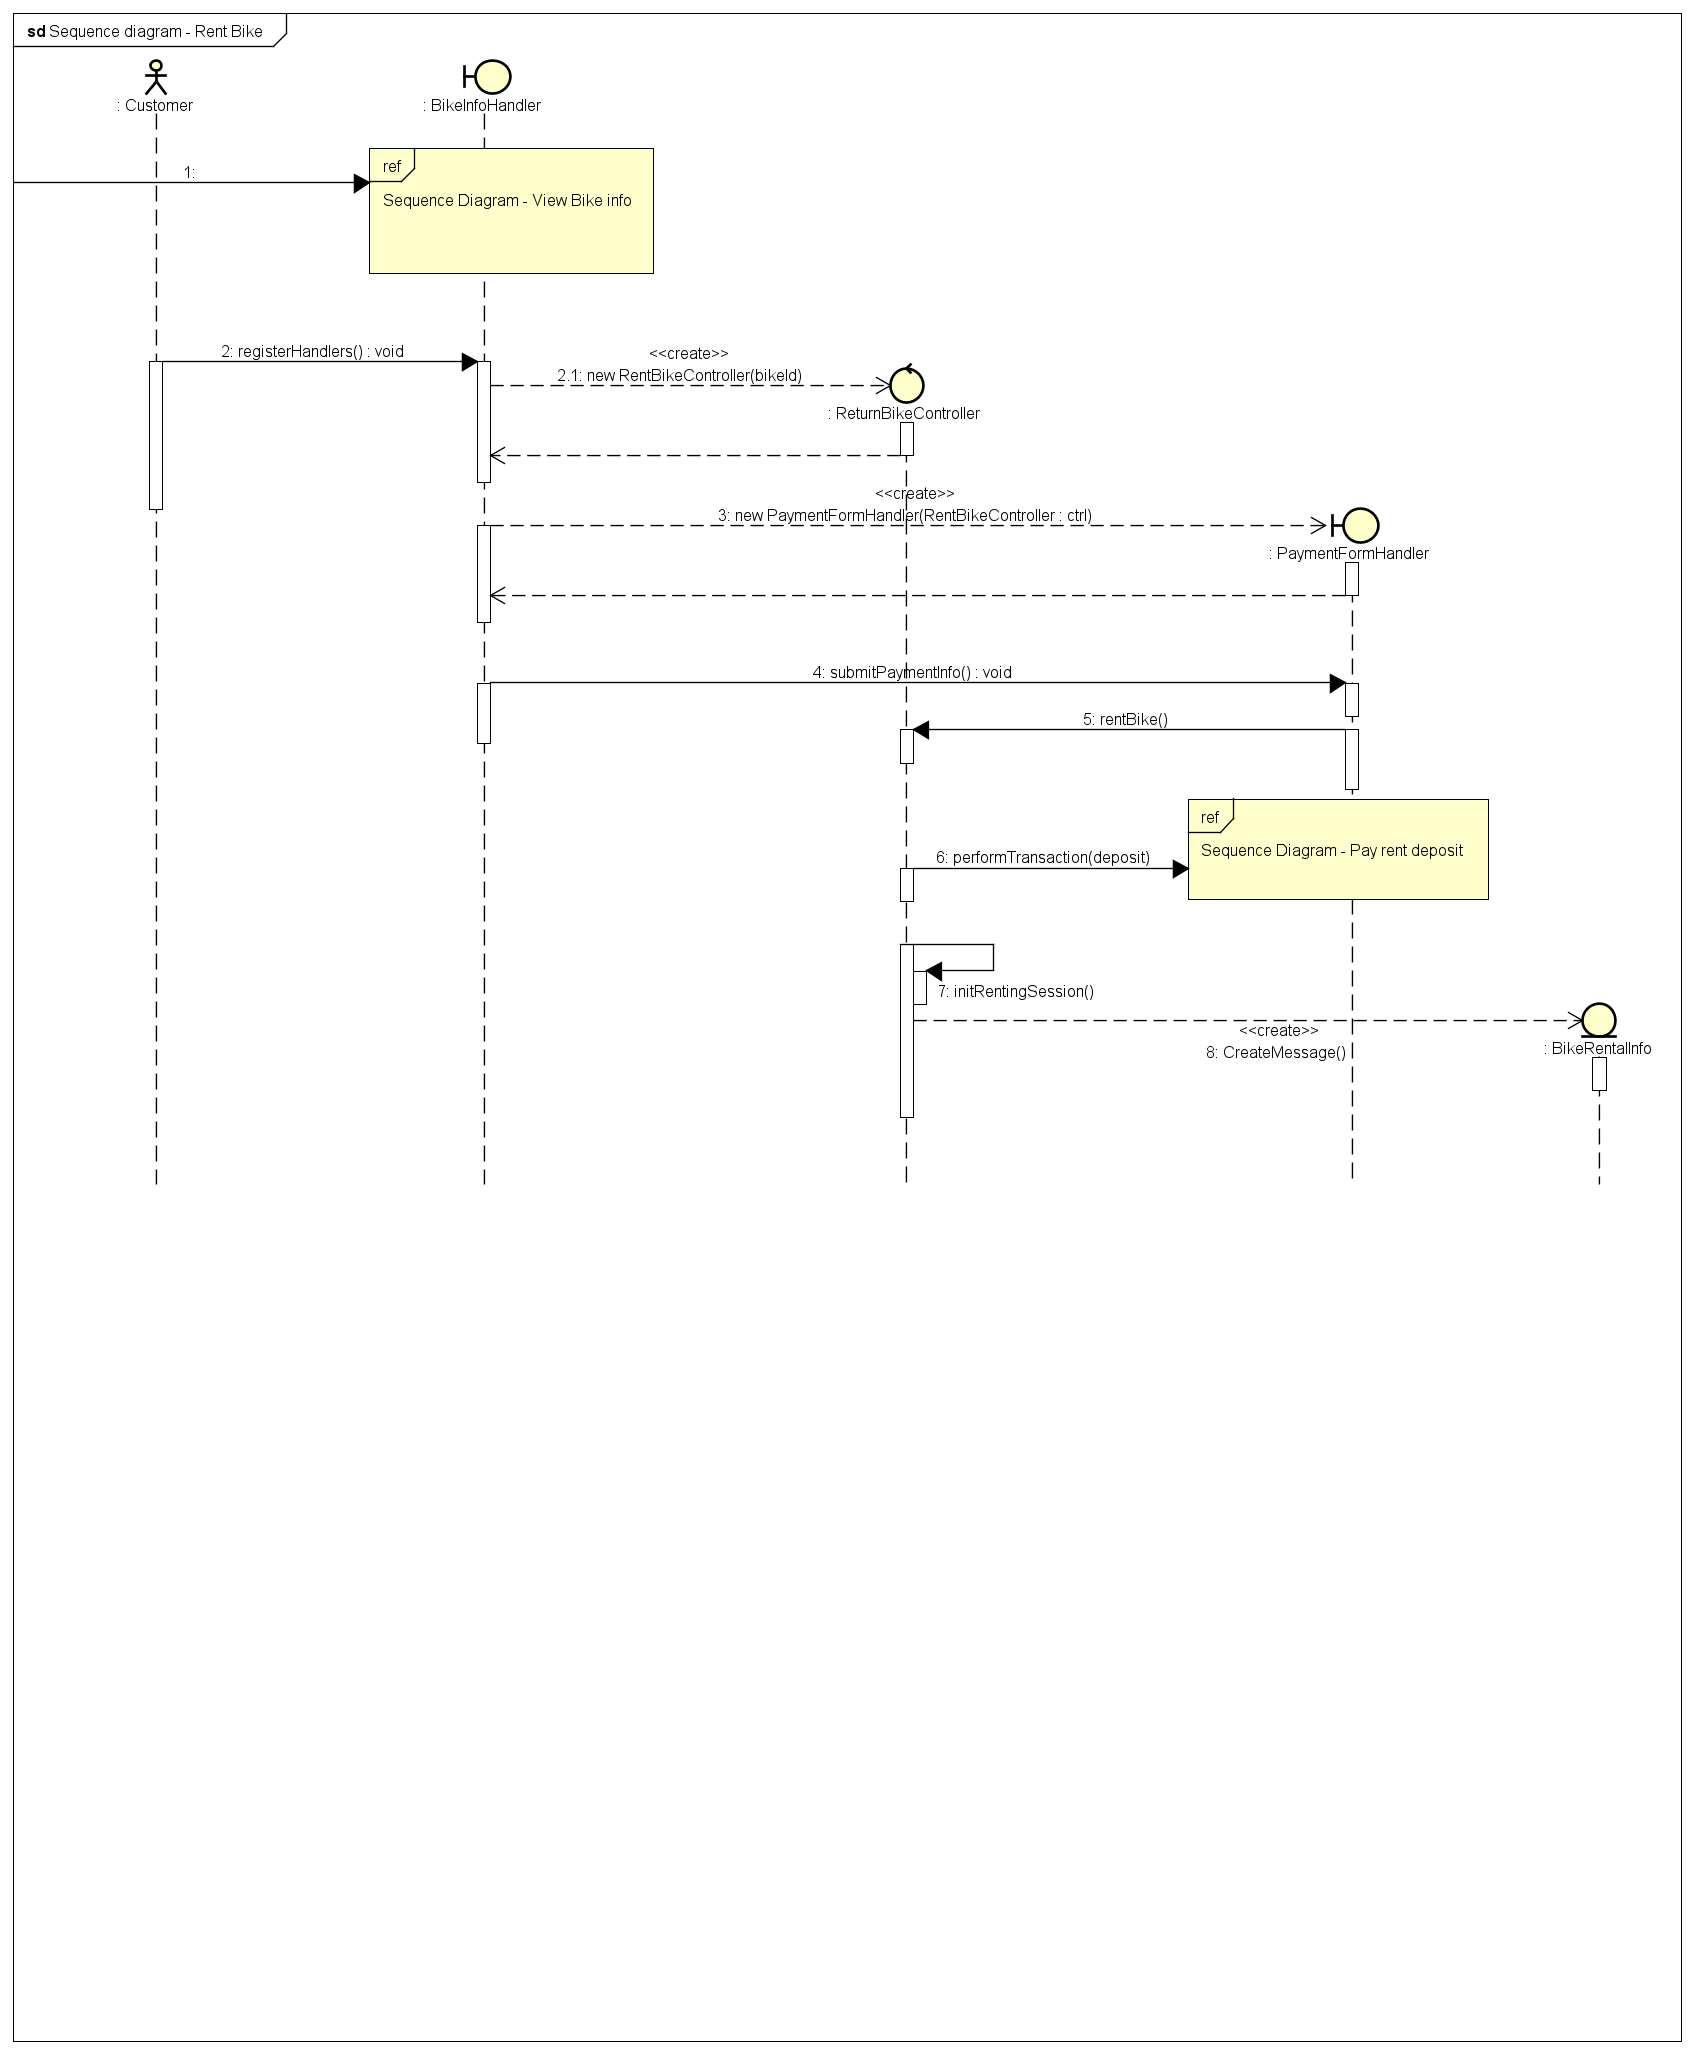 sd Sequence diagram - Rent Bike
: Customer
: BikeInfoHandler
ref
1:
Sequence Diagram - View Bike info
2: registerHandlers() : void
<<create>>
2.1: new RentBikeController(bikeId)
: ReturnBikeController
<<create>>
3: new PaymentFormHandler(RentBikeController : ctrl)
: PaymentFormHandler
4: submitPaymentInfo() : void
5: rentBike()
ref
Sequence Diagram - Pay rent deposit
6: performTransaction(deposit)
7: initRentingSession()
<<create>>
8: CreateMessage()
: BikeRentalInfo